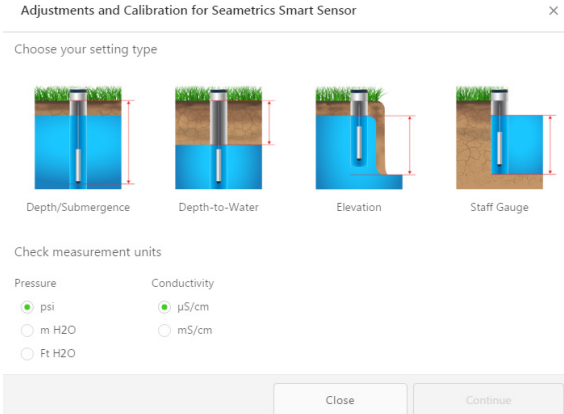 Adjustments and Calibration for Seametrics Smart Sensor
Choose your setting type
Depth/Submergence Depth-to-Water Elevation Staff Gauge
Check measurement units
Pressure Conductivity
psi µS/cm
m H2O mS/cm
Ft H2O
Close Continue